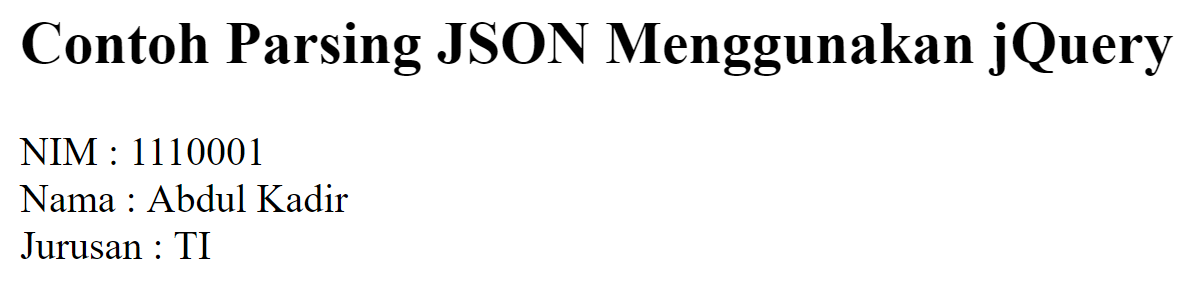 Contoh Parsing JSON Menggunakan jQuery
NIM : 1110001
Nama : Abdul Kadir
Jurusan : TI